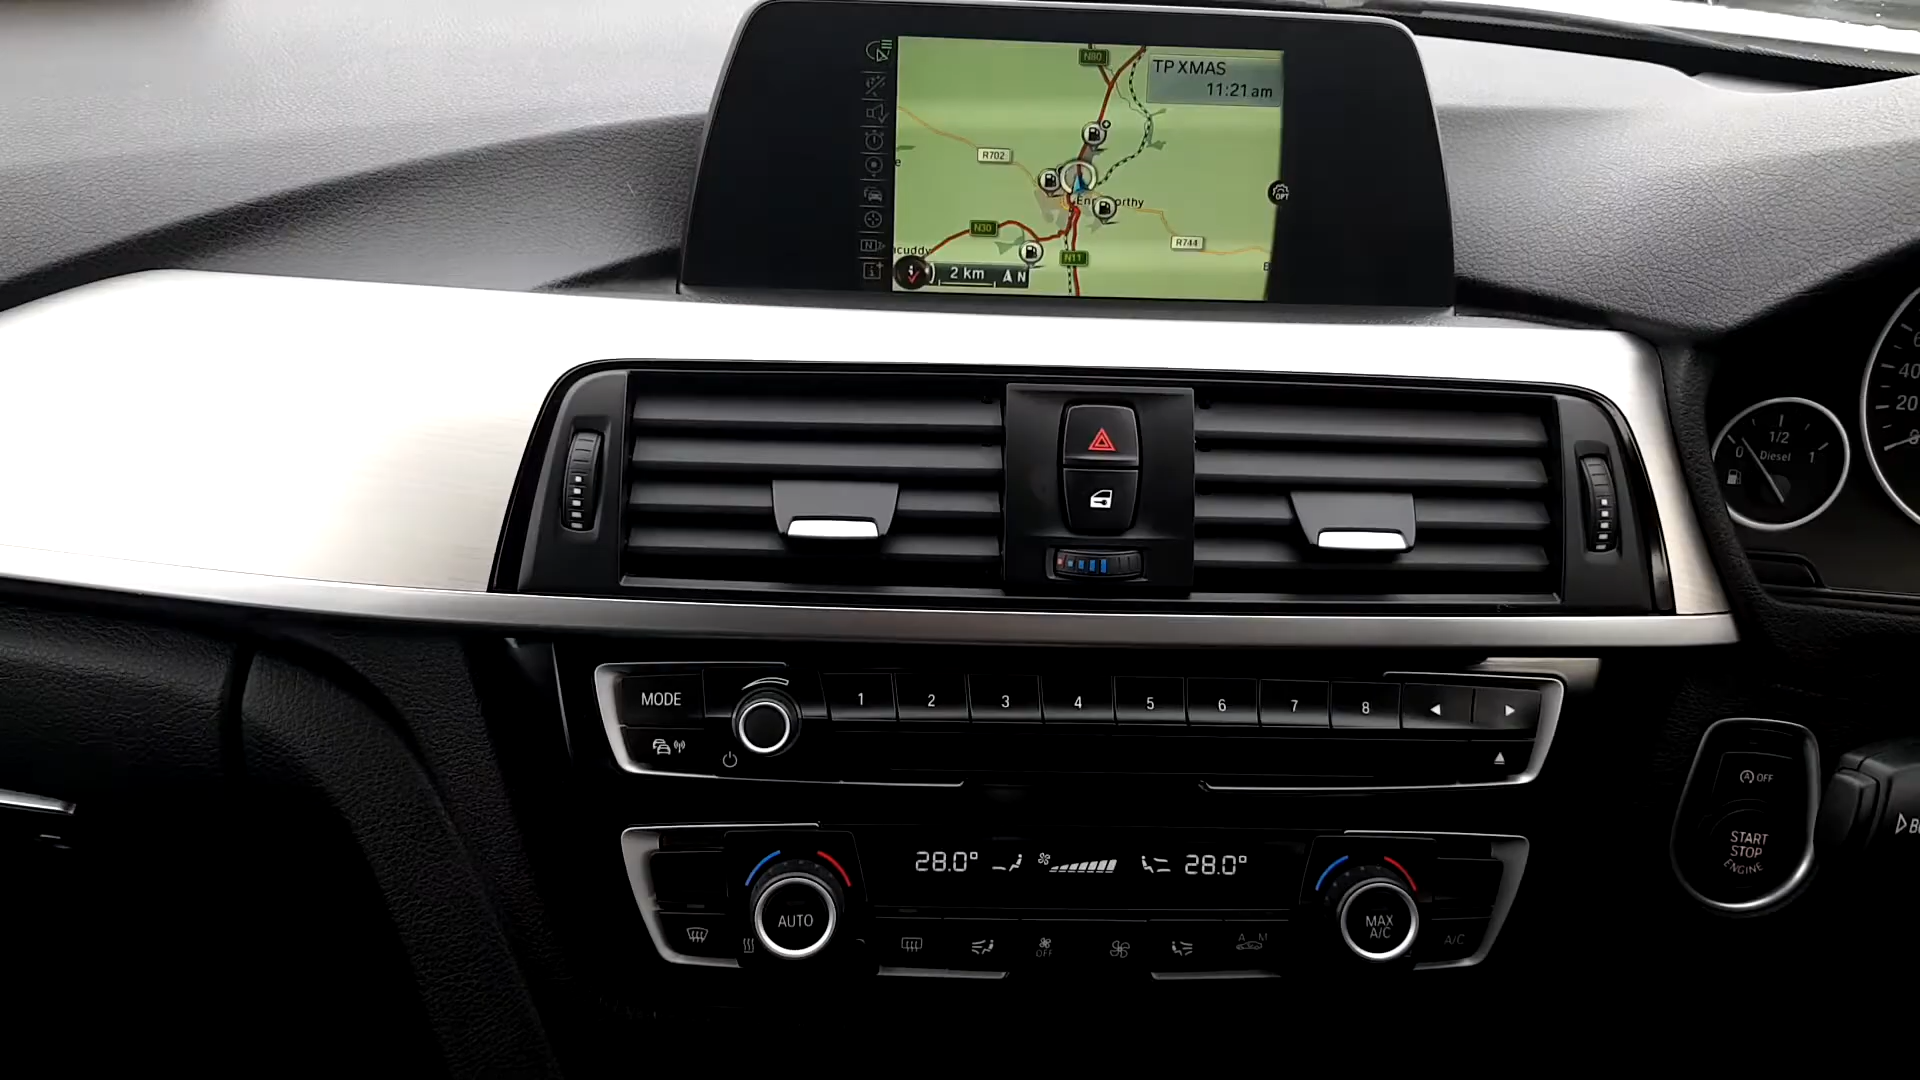 N80
TP XMAS
11:21 am
R702
OPT
N30
R744
N11
2 km
N
40
20
1/2
0
Diesel
1
MODE
1
2
3
4
5
6
7
8
OFF
START
STOP
ENGINE
28.0°
28.0°
AUTO
MAX
A/C
OFF
A
M
A/C